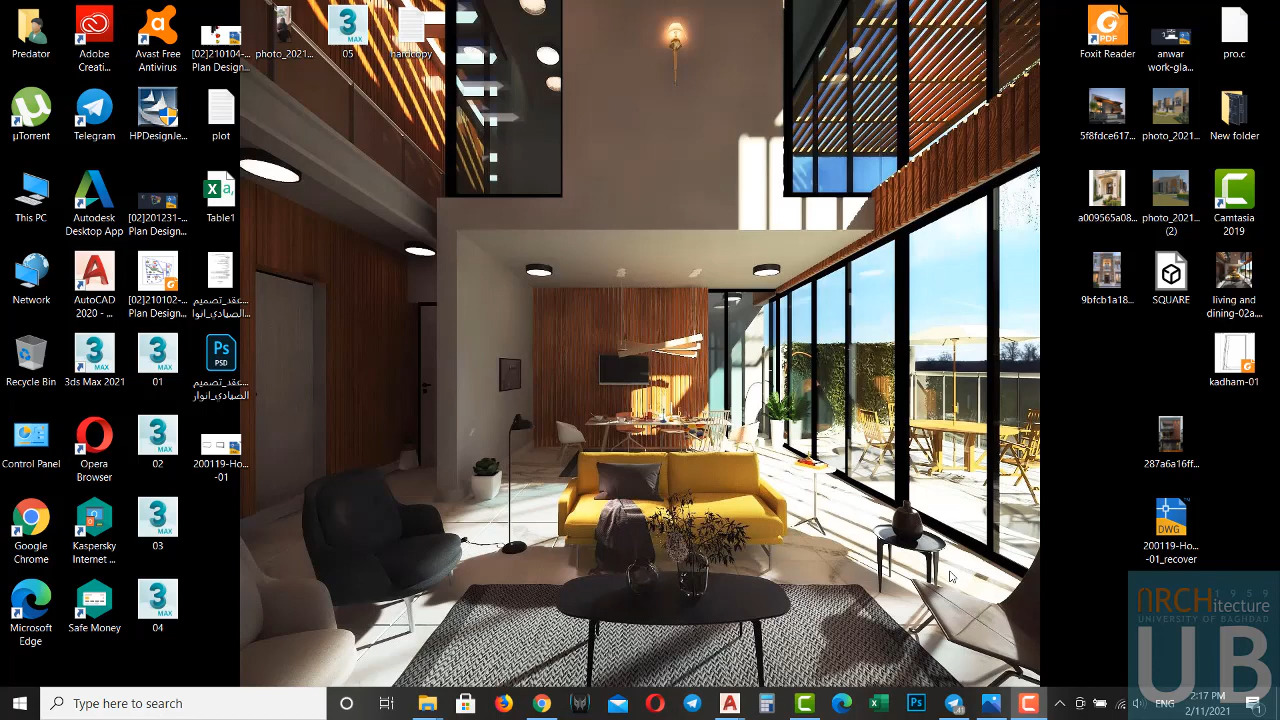 Predator
Adobe
Creati...
Avast Free
Antivirus
[02]210104-...
Plan Design...
photo_2021...
05
hardcopy
Foxit Reader
anwar
work-gla...
pro.c
µTorrent
Telegram
HPDesignJe...
plot
5f8fdce617...
photo_2021...
New folder
This PC
Autodesk
Desktop App
[02]201231-...
Plan Design...
Table1
a009565a08...
photo_2021...
(2)
Camtasia
2019
Network
AutoCAD
2020 - ...
[02]210102-...
Plan Design...
عقد_تصميم
الصيادي_انوار...
9bfcb1a18...
SQUARE
living and
dining-02a...
Recycle Bin
3ds Max 2021
01
عقد_تصميم
الصيادي_انوار...
kadham-01
Control Panel
Opera
Browser
02
200119-Ho...
-01
287a6a16ff...
Google
Chrome
Kaspersky
Internet ...
03
200119-Ho...
-01_recover
Microsoft
Edge
Safe Money
04
ARCHitecture
1959
UNIVERSITY OF BAGHDAD
UB
Type here to search
ENG
2:17 PM
2/11/2021